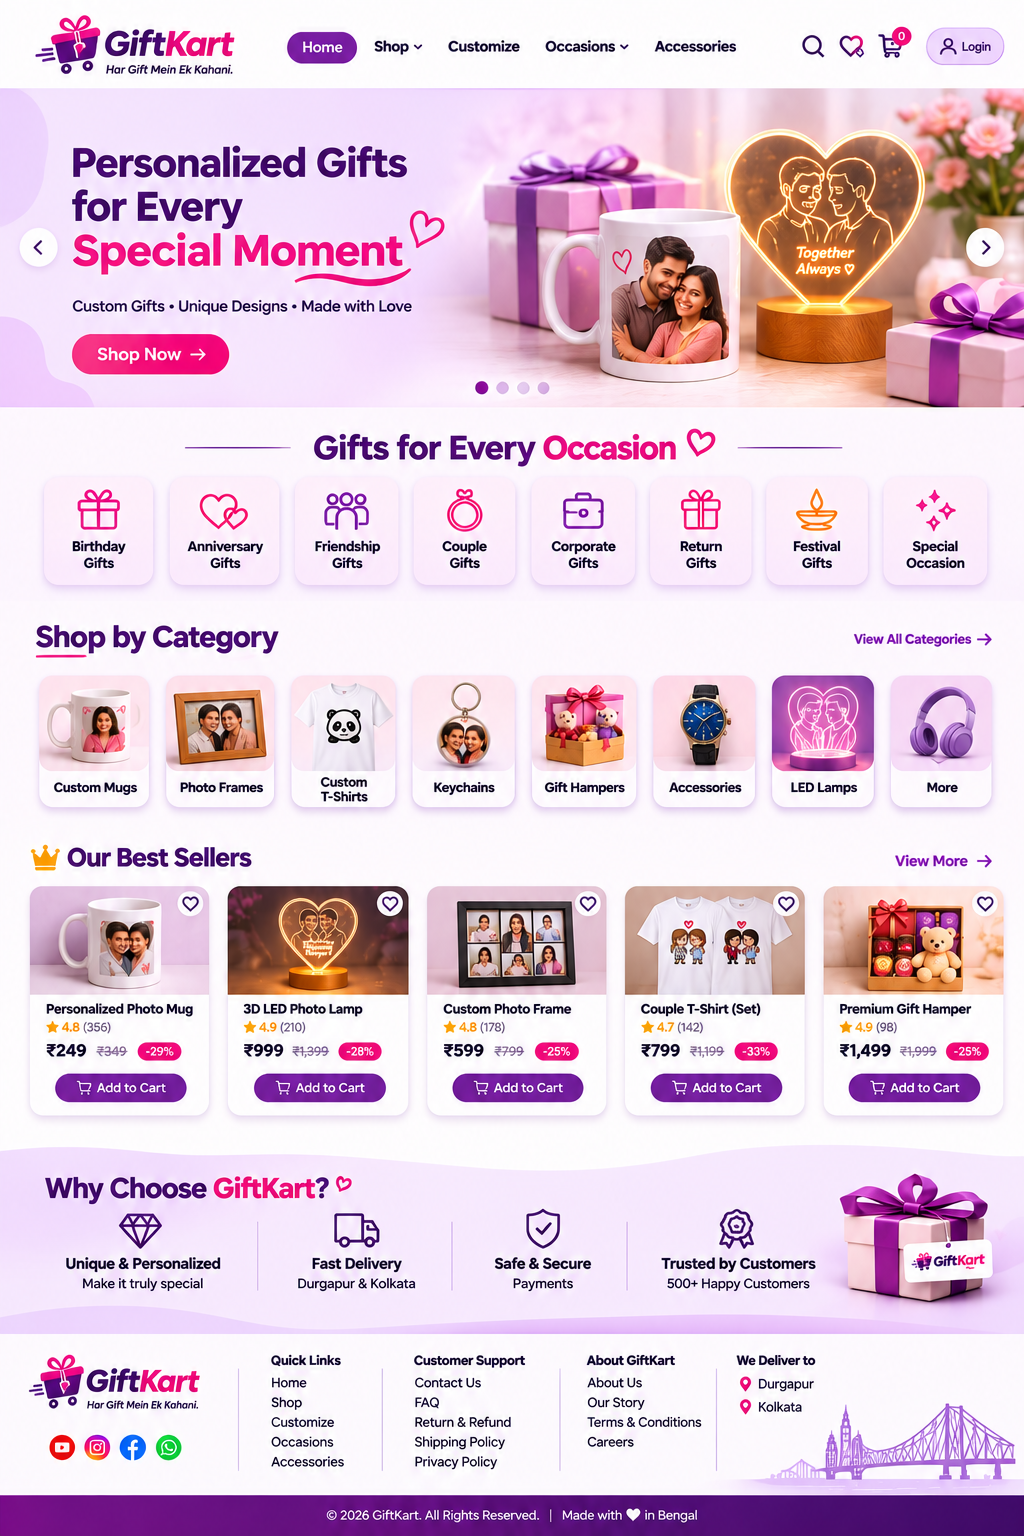 GiftKart
Har Gift Mein Ek Kahani.
Home
Shop
Customize
Occasions
Accessories
0
Login
Personalized Gifts
for Every
Special Moment
Custom Gifts • Unique Designs • Made with Love
Shop Now →
Together
Always ♡
Gifts for Every Occasion
Birthday
Gifts
Anniversary
Gifts
Friendship
Gifts
Couple
Gifts
Corporate
Gifts
Return
Gifts
Festival
Gifts
Special
Occasion
Shop by Category
View All Categories →
Custom Mugs
Photo Frames
Custom
T-Shirts
Keychains
Gift Hampers
Accessories
LED Lamps
More
Our Best Sellers
View More →
Personalized Photo Mug
4.8 (356)
₹249 ₹349 -29%
Add to Cart
3D LED Photo Lamp
4.9 (210)
₹999 ₹1,399 -28%
Add to Cart
Custom Photo Frame
4.8 (178)
₹599 ₹799 -25%
Add to Cart
Couple T-Shirt (Set)
4.7 (142)
₹799 ₹1,199 -33%
Add to Cart
Premium Gift Hamper
4.9 (98)
₹1,499 ₹1,999 -25%
Add to Cart
Why Choose GiftKart?
Unique & Personalized
Make it truly special
Fast Delivery
Durgapur & Kolkata
Safe & Secure
Payments
Trusted by Customers
500+ Happy Customers
GiftKart
GiftKart
Har Gift Mein Ek Kahani.
Quick Links
Home
Shop
Customize
Occasions
Accessories
Customer Support
Contact Us
FAQ
Return & Refund
Shipping Policy
Privacy Policy
About GiftKart
About Us
Our Story
Terms & Conditions
Careers
We Deliver to
Durgapur
Kolkata
© 2026 GiftKart. All Rights Reserved. | Made with 🤍 in Bengal